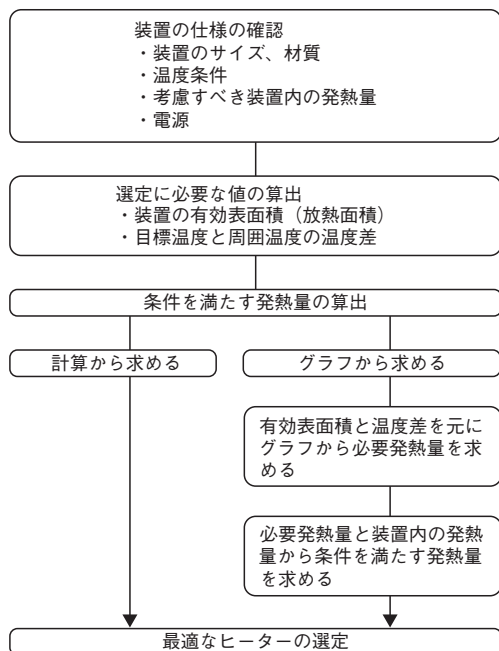 装置の仕様の確認
・装置のサイズ、材質
・温度条件
・考慮すべき装置内の発熱量
・電源
選定に必要な値の算出
・装置の有効表面積（放熱面積）
・目標温度と周囲温度の温度差
条件を満たす発熱量の算出
計算から求める
グラフから求める
有効表面積と温度差を元に
グラフから必要発熱量を求
める
必要発熱量と装置内の発熱
量から条件を満たす発熱量
を求める
最適なヒーターの選定